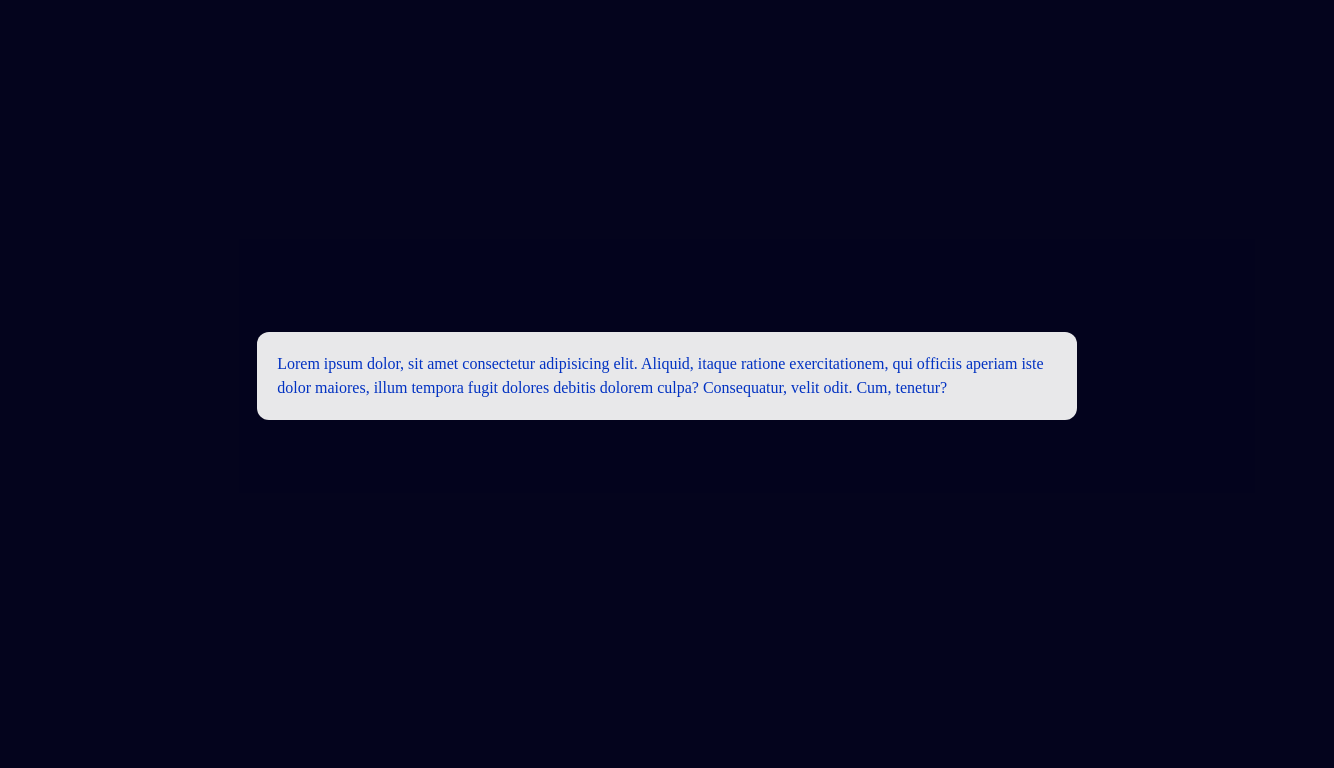 Lorem ipsum dolor, sit amet consectetur adipisicing elit. Aliquid, itaque ratione exercitationem, qui officiis aperiam iste
dolor maiores, illum tempora fugit dolores debitis dolorem culpa? Consequatur, velit odit. Cum, tenetur?